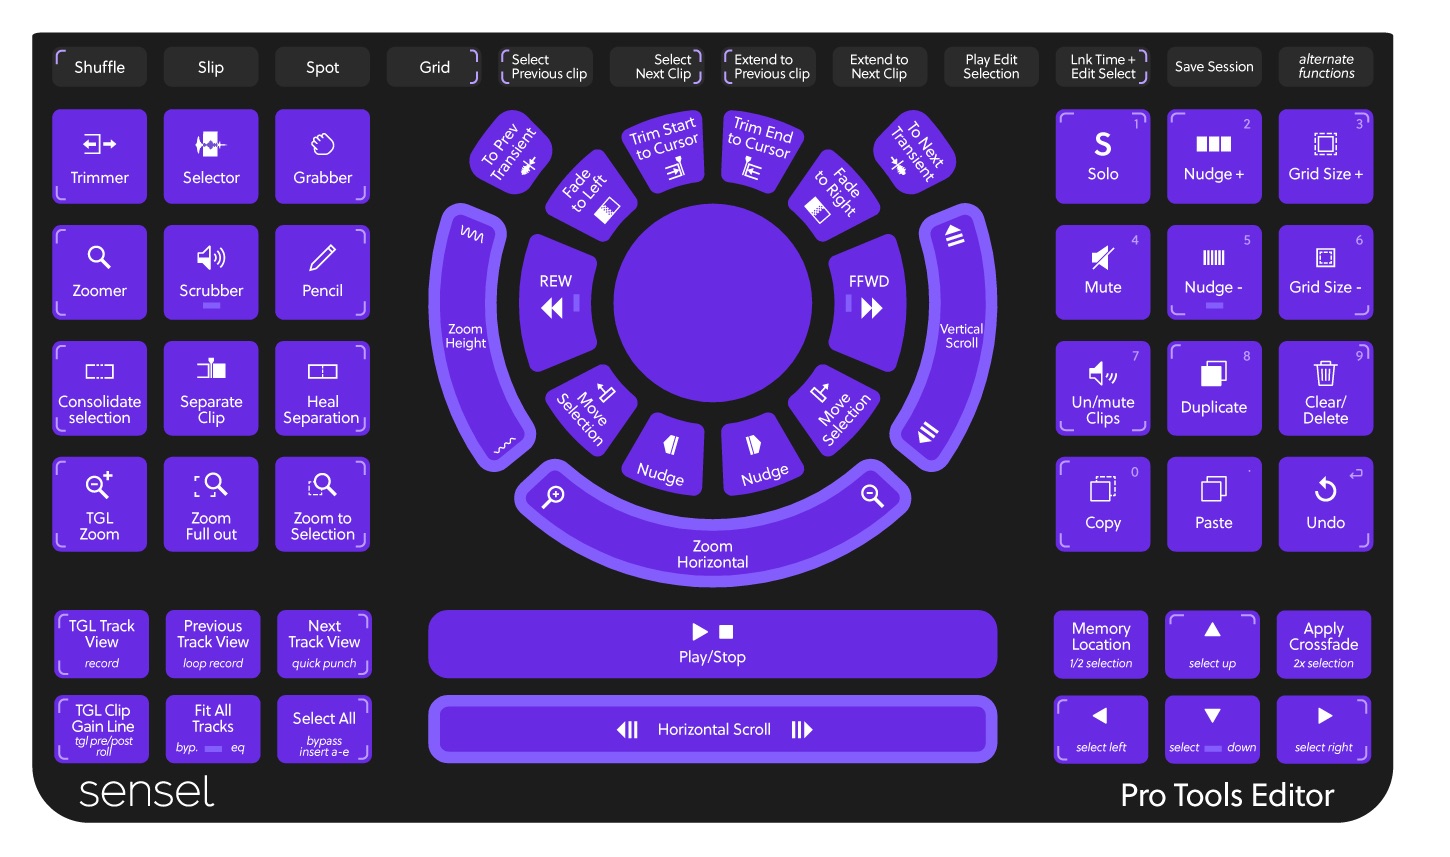 Shuffle
Slip
Spot
Grid
Select
Previous clip
Select
Next Clip
Extend to
Previous clip
Extend to
Next Clip
Play Edit
Selection
Lnk Time +
Edit Select
Save Session
alternate
functions
Trimmer
Selector
Grabber
To Prev
Transient
Fade
to Left
Trim Start
to Cursor
Trim End
to Cursor
Fade
to Right
To Next
Transient
1
S
Solo
2
Nudge +
3
Grid Size +
Zoomer
Scrubber
Pencil
Zoom
Height
REW
FFWD
Vertical
Scroll
4
Mute
5
Nudge -
6
Grid Size -
Consolidate
selection
Separate
Clip
Heal
Separation
Move
Selection
Nudge
Nudge
Move
Selection
7
Un/mute
Clips
8
Duplicate
9
Clear/
Delete
TGL
Zoom
Zoom
Full out
Zoom to
Selection
Zoom
Horizontal
0
Copy
.
Paste
Undo
TGL Track
View
record
Previous
Track View
loop record
Next
Track View
quick punch
Play/Stop
Memory
Location
1/2 selection
select up
Apply
Crossfade
2x selection
TGL Clip
Gain Line
tgl pre/post
roll
Fit All
Tracks
byp. eq
Select All
bypass
insert a-e
Horizontal Scroll
select left
select down
select right
sensel
Pro Tools Editor